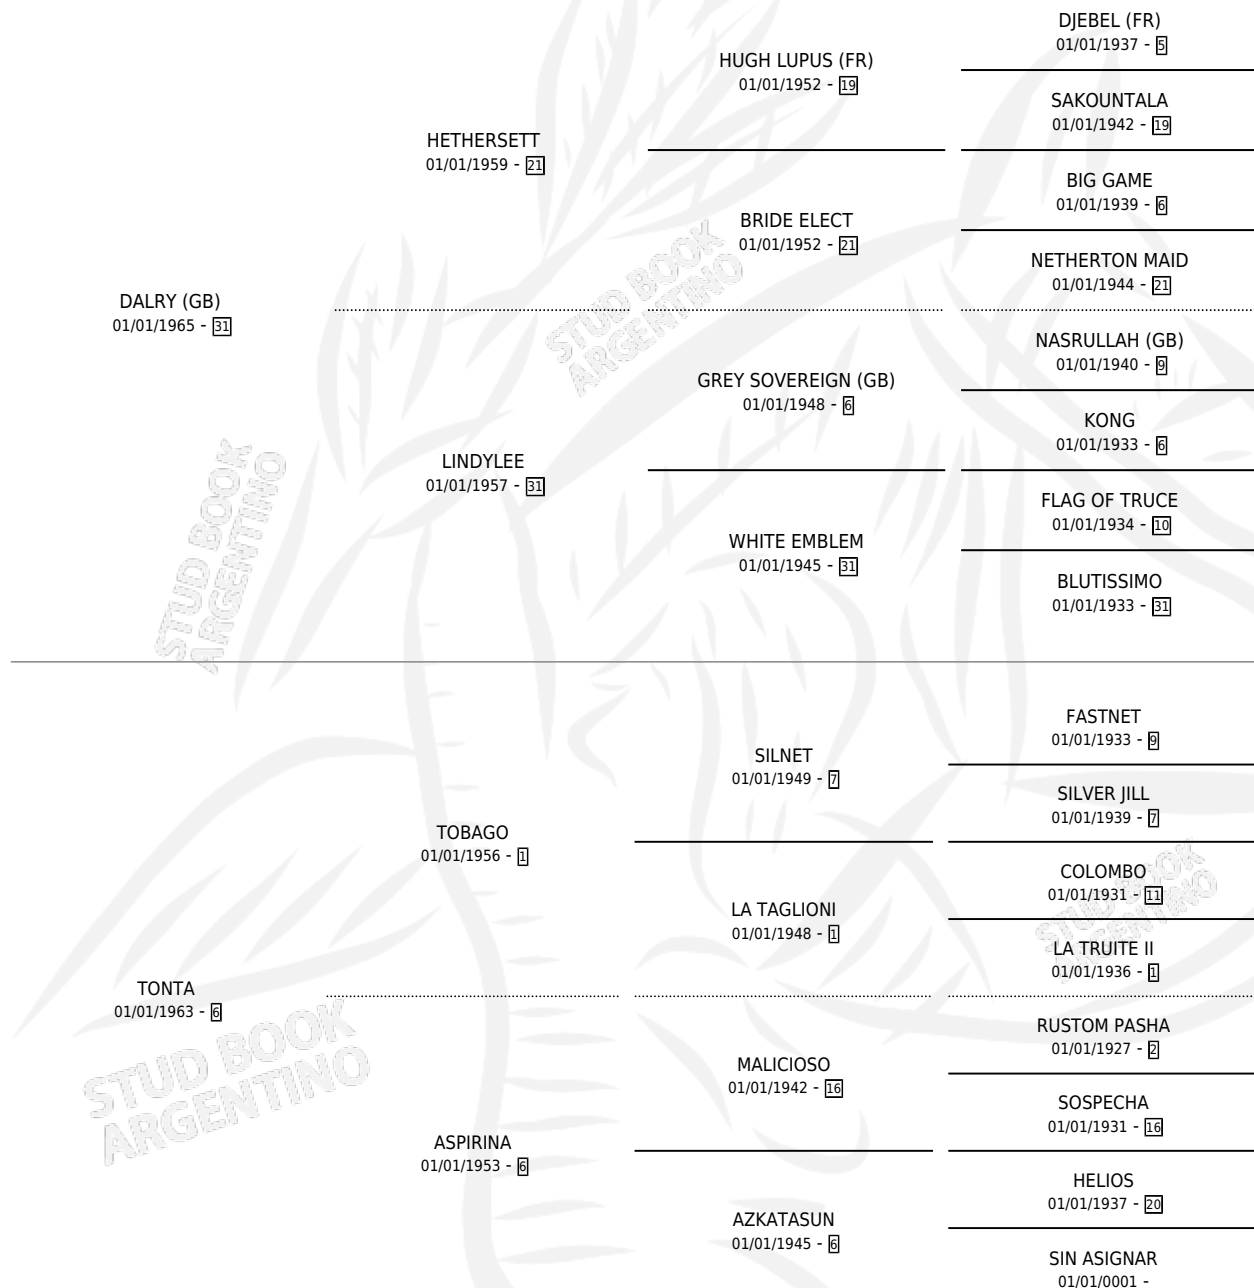 DJEBEL (FR)
01/01/1937 - 5
HUGH LUPUS (FR)
01/01/1952 - 19
SAKOUNTALA
01/01/1942 - 19
HETHERSETT
01/01/1959 - 21
BIG GAME
01/01/1939 - 6
BRIDE ELECT
01/01/1952 - 21
NETHERTON MAID
01/01/1944 - 21
DALRY (GB)
01/01/1965 - 31
STUD BOOK
ARGENTINO
NASRULLAH (GB)
01/01/1940 - 9
GREY SOVEREIGN (GB)
01/01/1948 - 6
KONG
01/01/1933 - 6
LINDYLEE
01/01/1957 - 31
FLAG OF TRUCE
01/01/1934 - 10
WHITE EMBLEM
01/01/1945 - 31
BLUTISSIMO
01/01/1933 - 31
STUD BOOK
ARGENTINO
FASTNET
01/01/1933 - 9
SILNET
01/01/1949 - 7
SILVER JILL
01/01/1939 - 7
TOBAGO
01/01/1956 - 1
COLOMBO
01/01/1931 - 11
LA TAGLIONI
01/01/1948 - 1
STUD BOOK
ARGENTINO
LA TRUITE II
01/01/1936 - 1
TONTA
01/01/1963 - 6
RUSTOM PASHA
01/01/1927 - 2
MALICIOSO
01/01/1942 - 16
SOSPECHA
01/01/1931 - 16
STUD BOOK
ARGENTINO
ASPIRINA
01/01/1953 - 6
HELIOS
01/01/1937 - 20
AZKATASUN
01/01/1945 - 6
SIN ASIGNAR
01/01/0001 -